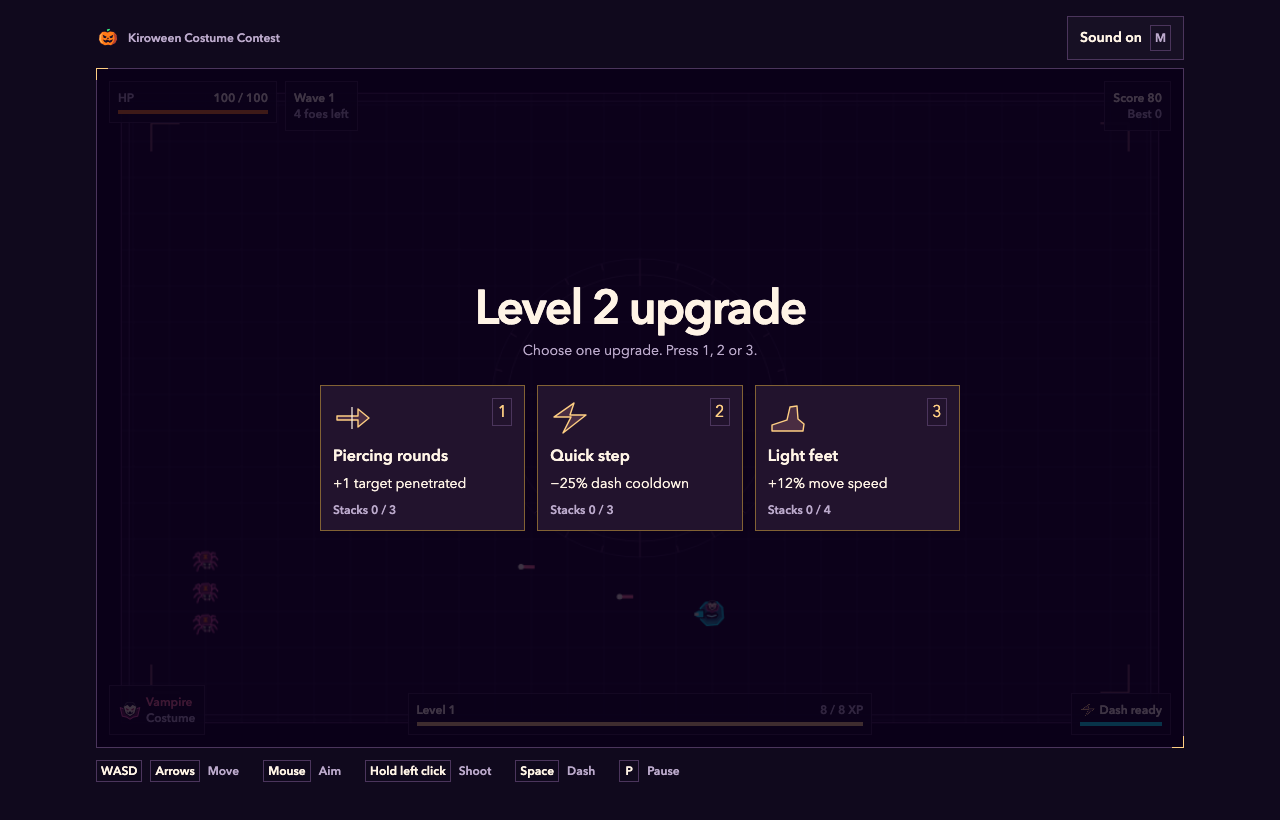 Kiroween Costume Contest
Sound on M
HP 100 / 100
Wave 1
4 foes left
Score 80
Best 0
Level 2 upgrade
Choose one upgrade. Press 1, 2 or 3.
1
Piercing rounds
+1 target penetrated
Stacks 0 / 3
2
Quick step
−25% dash cooldown
Stacks 0 / 3
3
Light feet
+12% move speed
Stacks 0 / 4
Vampire
Costume
Level 1 8 / 8 XP
Dash ready
WASD Arrows Move Mouse Aim Hold left click Shoot Space Dash P Pause